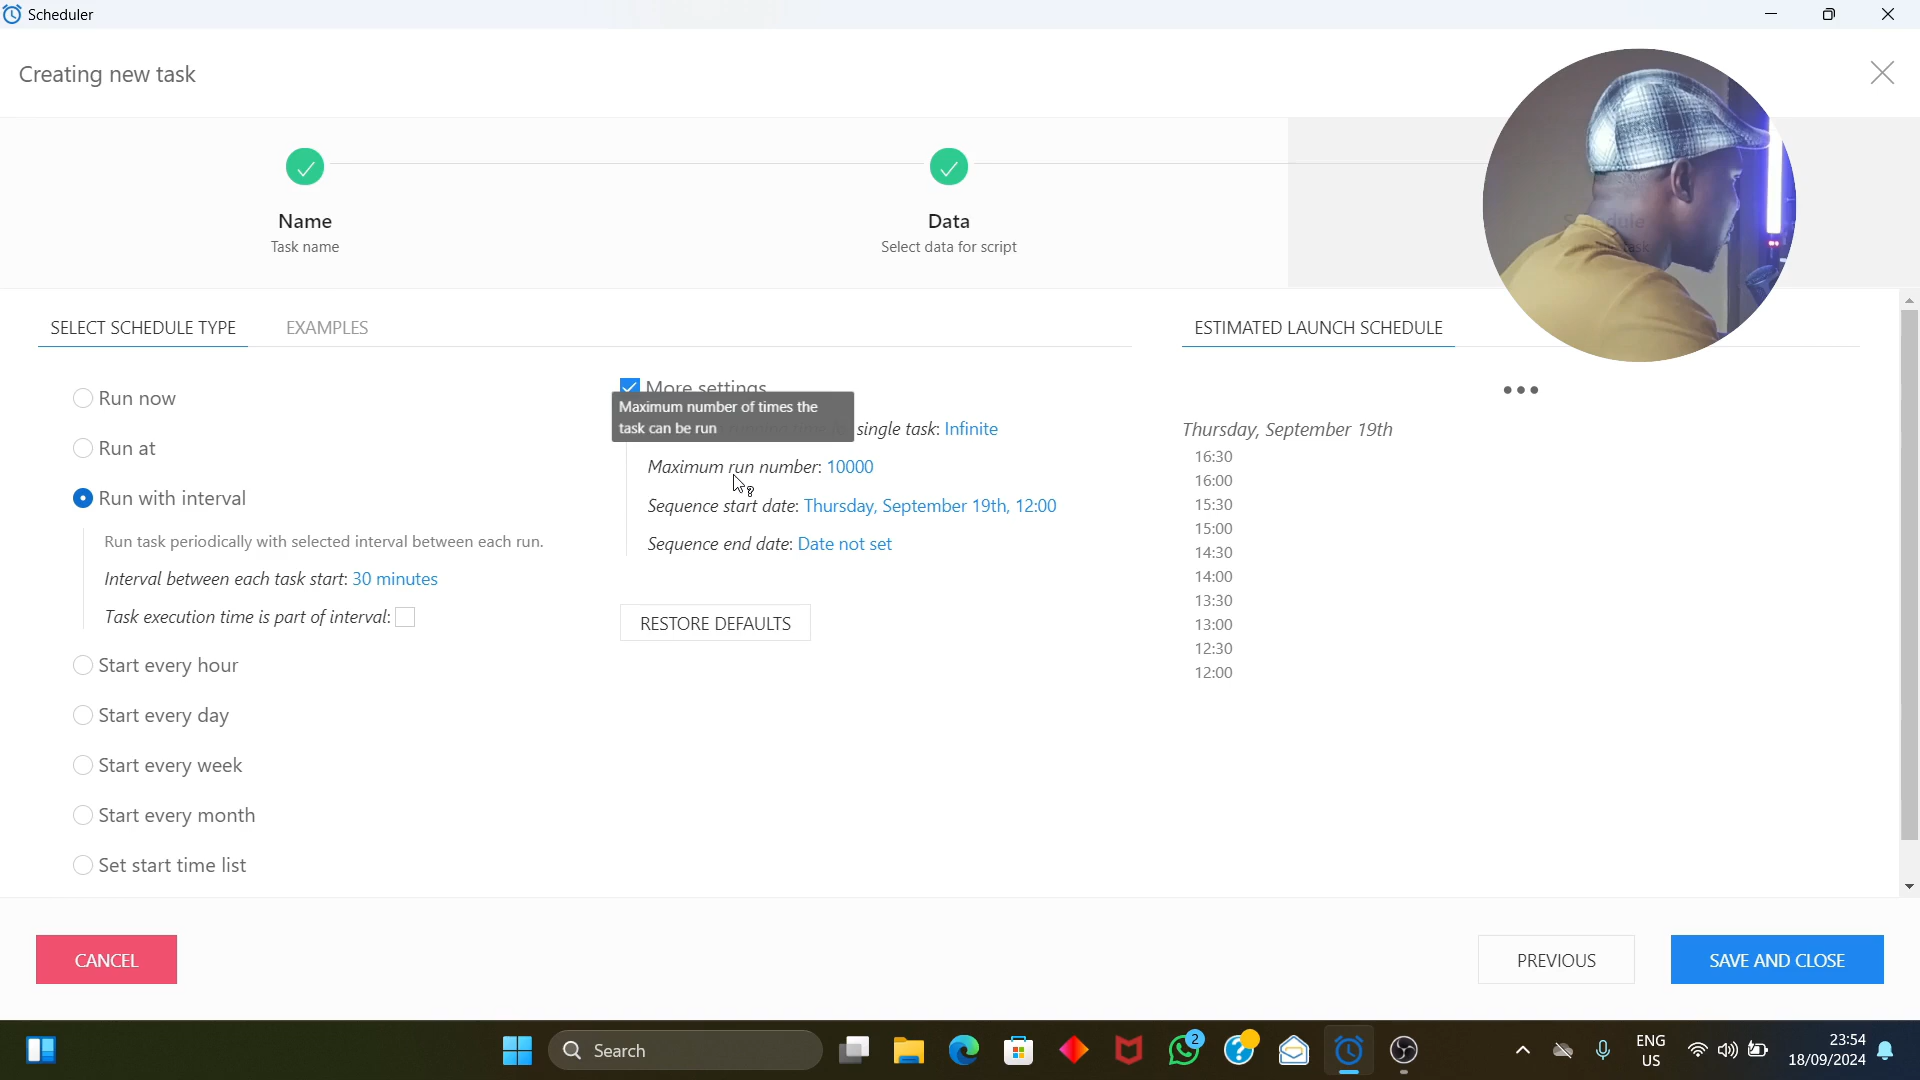 Scheduler
Creating new task
Name
Task name
Data
Select data for script
SELECT SCHEDULE TYPE
EXAMPLES
ESTIMATED LAUNCH SCHEDULE
Run now
Run at
Run with interval
Run task periodically with selected interval between each run.
Interval between each task start: 30 minutes
Task execution time is part of interval:
Start every hour
Start every day
Start every week
Start every month
Set start time list
More settings
Maximum number of times the
task can be run
single task: Infinite
Maximum run number: 10000
Sequence start date: Thursday, September 19th, 12:00
Sequence end date: Date not set
RESTORE DEFAULTS
Thursday, September 19th
16:30
16:00
15:30
15:00
14:30
14:00
13:30
13:00
12:30
12:00
CANCEL
PREVIOUS
SAVE AND CLOSE
Search
2
ENG
US
23:54
18/09/2024